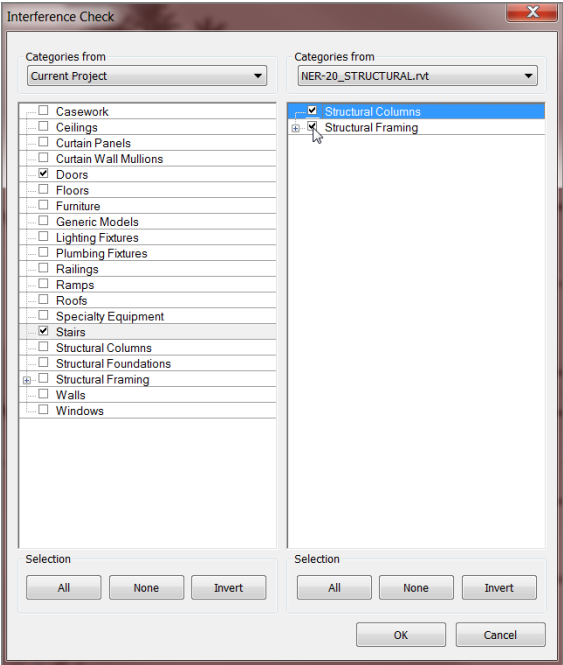 Interference Check
Categories from
Current Project
Casework
Ceilings
Curtain Panels
Curtain Wall Mullions
Doors
Floors
Furniture
Generic Models
Lighting Fixtures
Plumbing Fixtures
Railings
Ramps
Roofs
Specialty Equipment
Stairs
Structural Columns
Structural Foundations
Structural Framing
Walls
Windows
Selection
All None Invert
Categories from
NER-20_STRUCTURAL.rvt
Structural Columns
Structural Framing
Selection
All None Invert
OK Cancel